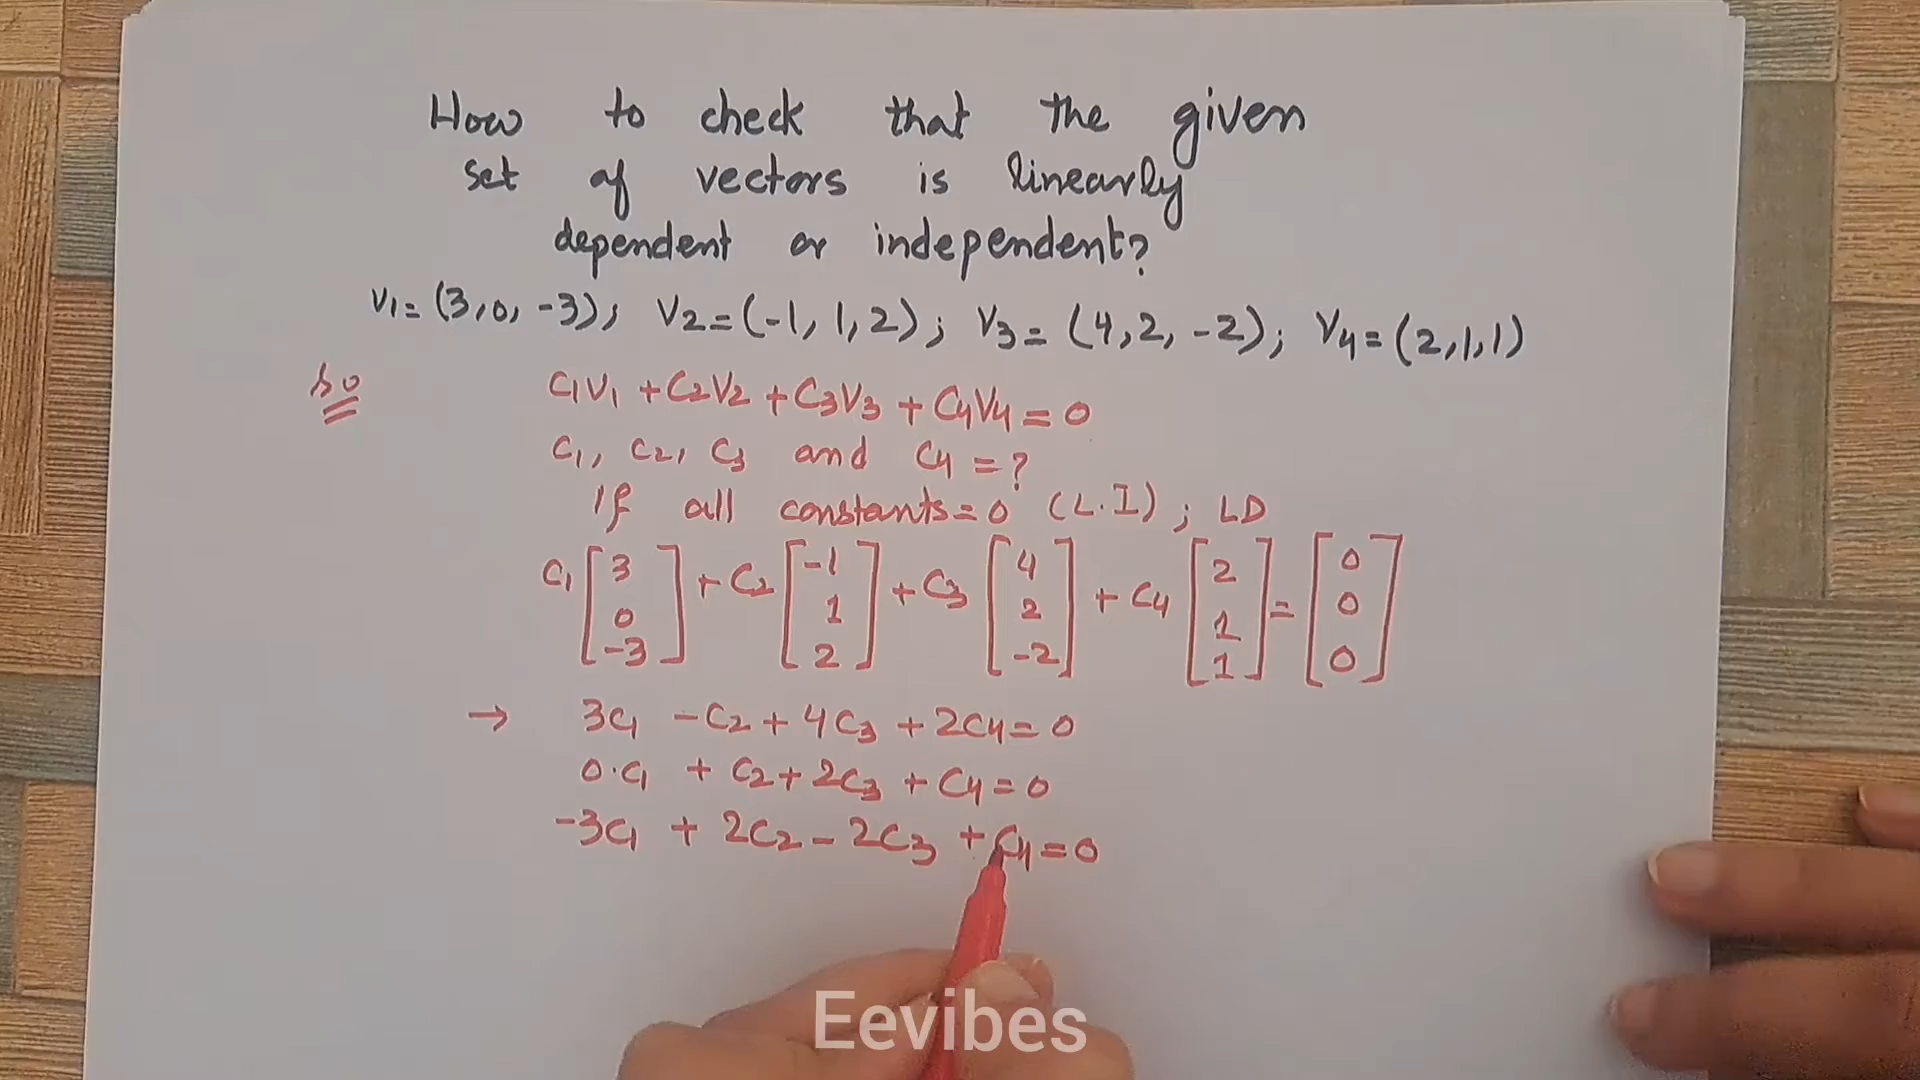 How to check that the given
set of vectors is linearly
dependent or independent?
V1 = (3, 0, -3); V2 = (-1, 1, 2); V3 = (4, 2, -2); V4 = (2, 1, 1)
C1V1 + C2V2 + C3V3 + C4V4 = 0
C1, C2, C3 and C4 = ?
If all constants = 0 (L.I); LD
C1 [3 0 -3] + C2 [-1 1 2] + C3 [4 2 -2] + C4 [2 1 1] = [0 0 0]
→ 3C1 - C2 + 4C3 + 2C4 = 0
0·C1 + C2 + 2C3 + C4 = 0
-3C1 + 2C2 - 2C3 + C4 = 0
Eevibes